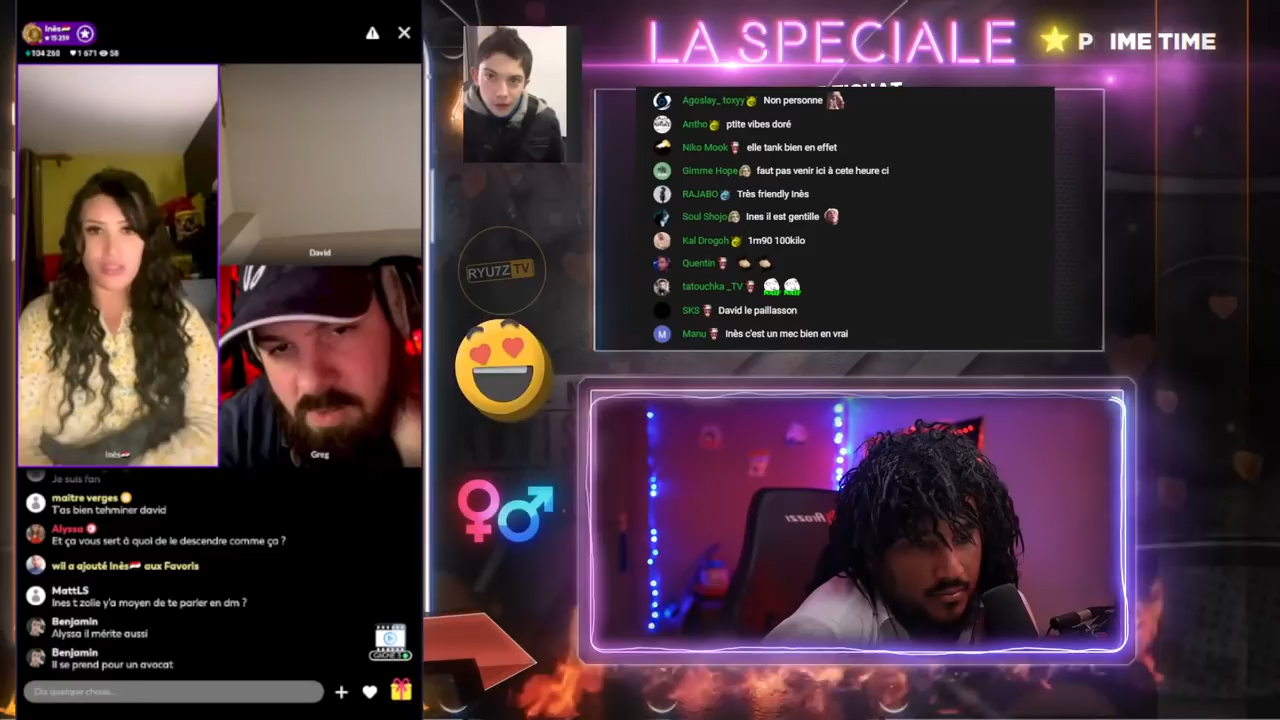 Inès
15 259
104 260 1 671 58
David
Inès
Greg
Je suis fan
maitre verges
T'as bien tehminer david
Alyssa
Et ça vous sert à quoi de le descendre comme ça ?
wil a ajouté Inès aux Favoris
MattLS
Ines t zolie y'a moyen de te parler en dm ?
Benjamin
Alyssa il mérite aussi
Benjamin
Il se prend pour un avocat
Dis quelque chose...
RYU7Z TV
LA SPECIALE
P IME TIME
Agoslay_ toxyy Non personne
Antho ptite vibes doré
Niko Mook elle tank bien en effet
Gimme Hope faut pas venir ici à cete heure ci
RAJABO Très friendly Inès
Soul Shojo Ines il est gentille
Kal Drogoh 1m90 100kilo
Quentin
tatouchka _TV
SKS David le paillasson
M Manu Inès c'est un mec bien en vrai